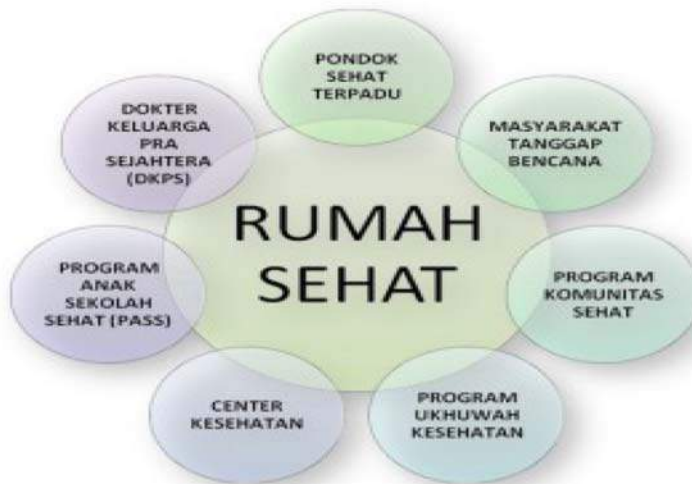 PONDOK
SEHAT
TERPADU
DOKTER
KELUARGA
PRA
SEJAHTERA
(DKPS)
MASYARAKAT
TANGGAP
BENCANA
RUMAH
SEHAT
PROGRAM
ANAK
SEKOLAH
SEHAT (PASS)
PROGRAM
KOMUNITAS
SEHAT
CENTER
KESEHATAN
PROGRAM
UKHUWAH
KESEHATAN